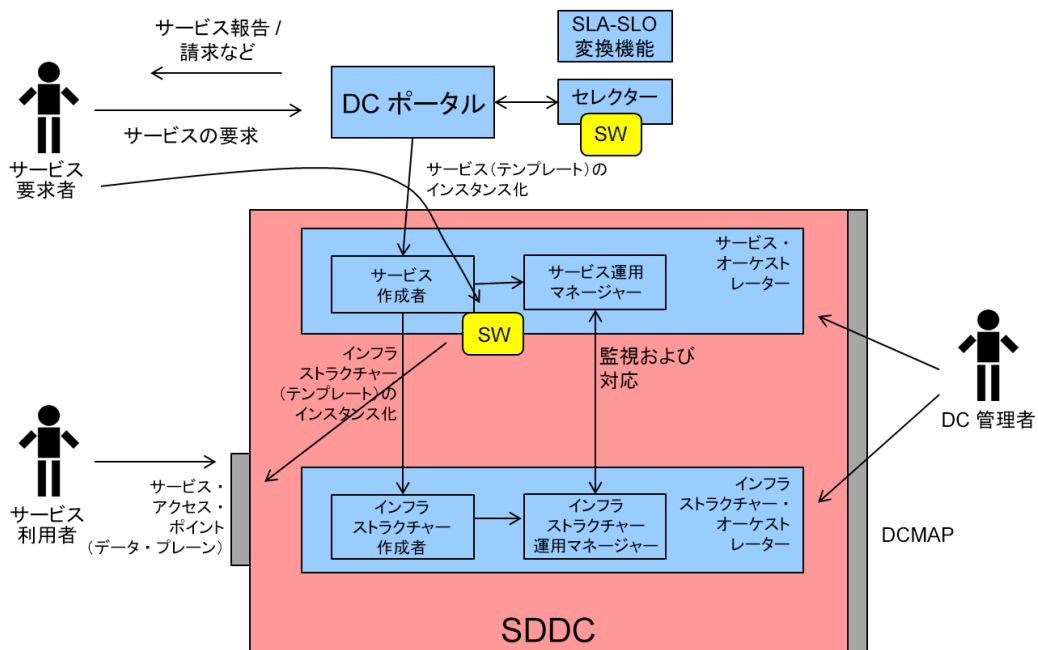 サービス報告 /
請求など
SLA-SLO
変換機能
DC ポータル
セレクター
SW
サービスの要求
サービス
要求者
サービス(テンプレート)の
インスタンス化
サービス・
オーケスト
レーター
サービス
作成者
サービス運用
マネージャー
SW
インフラ
ストラクチャー
(テンプレート)の
インスタンス化
監視および
対応
DC 管理者
サービス
利用者
サービス・
アクセス・
ポイント
(データ・プレーン)
インフラ
ストラクチャー
作成者
インフラ
ストラクチャー
運用マネージャー
インフラ
ストラクチャー・
オーケスト
レーター
DCMAP
SDDC